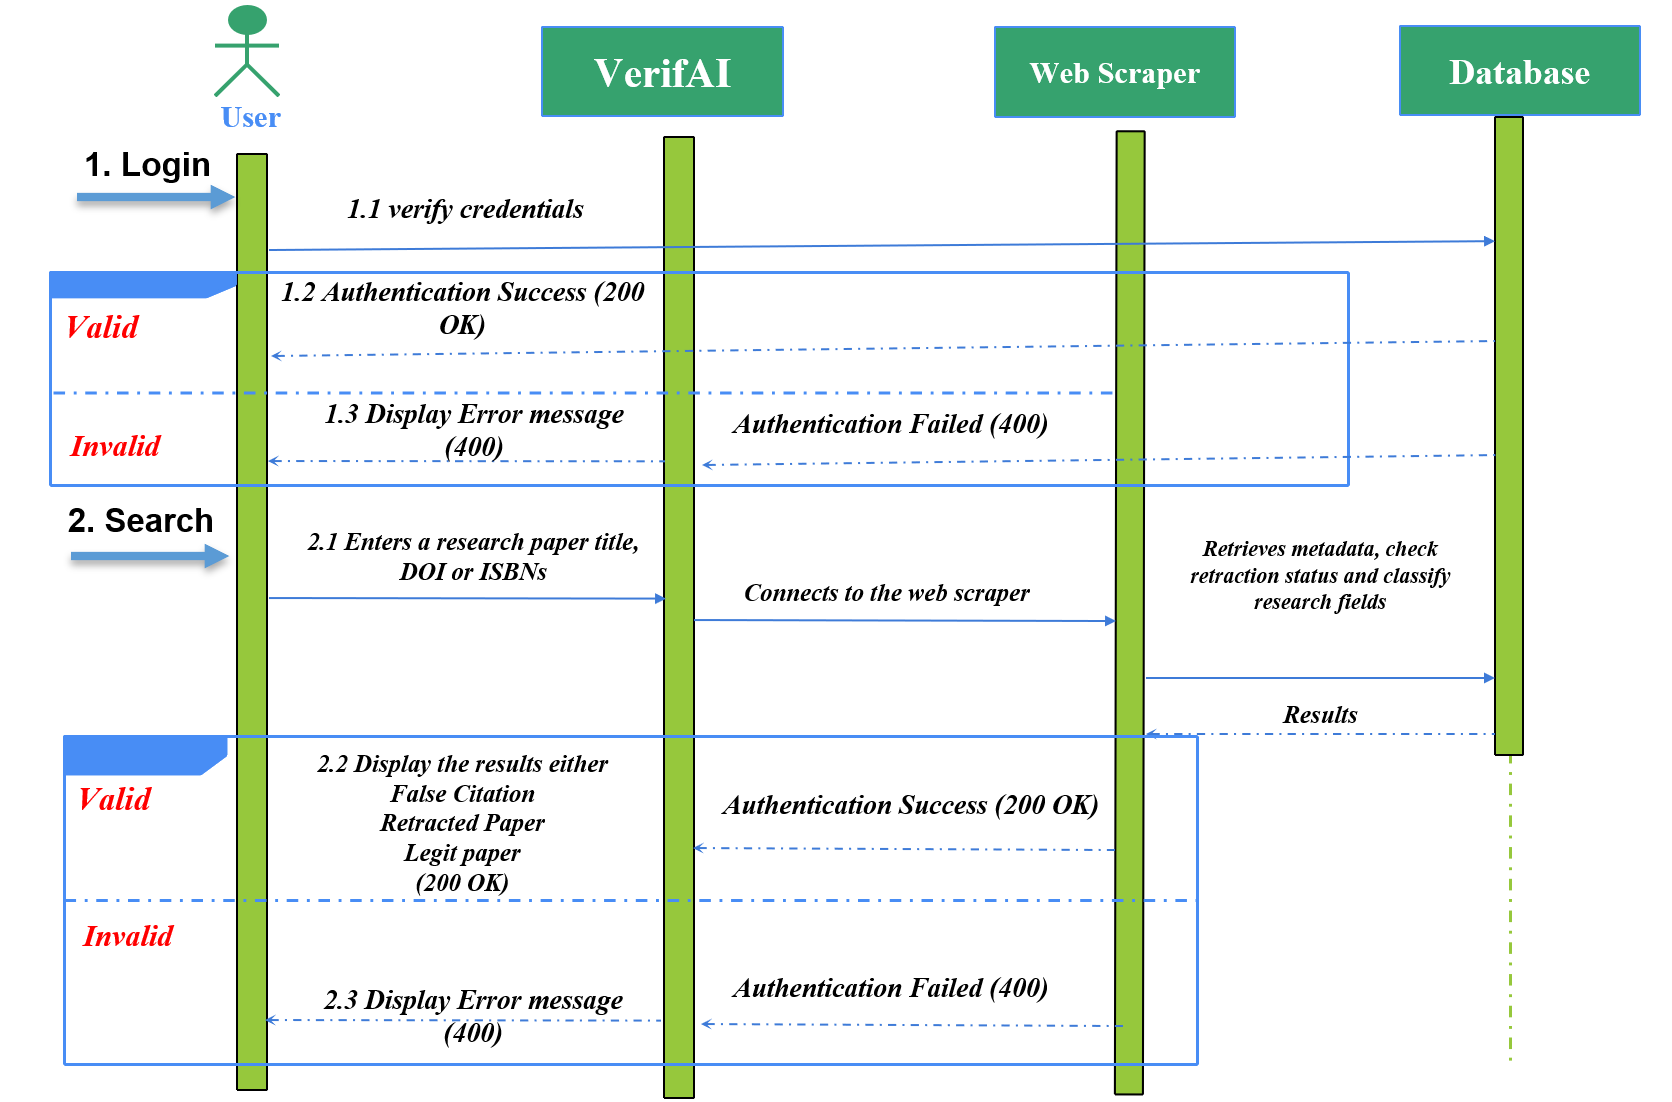 User
VerifAI
Web Scraper
Database
1. Login
1.1 verify credentials
1.2 Authentication Success (200
OK)
Valid
1.3 Display Error message
(400)
Authentication Failed (400)
Invalid
2. Search
2.1 Enters a research paper title,
DOI or ISBNs
Connects to the web scraper
Retrieves metadata, check
retraction status and classify
research fields
Results
Valid
2.2 Display the results either
False Citation
Retracted Paper
Legit paper
(200 OK)
Authentication Success (200 OK)
Invalid
2.3 Display Error message
(400)
Authentication Failed (400)